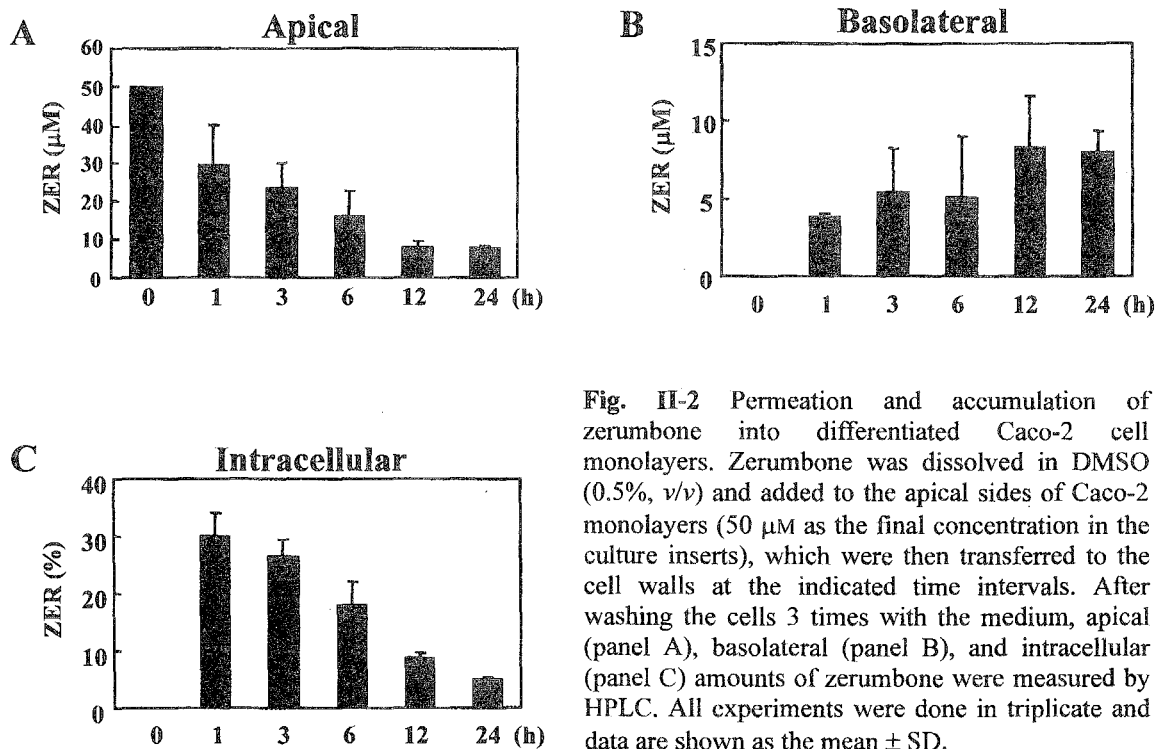 A
Apical
ZER (μM)
60
50
40
30
20
10
0
0 1 3 6 12 24 (h)
B
Basolateral
ZER (μM)
15
10
5
0
0 1 3 6 12 24 (h)
C
Intracellular
ZER (%)
40
30
20
10
0
0 1 3 6 12 24 (h)
Fig. II-2 Permeation and accumulation of
zerumbone into differentiated Caco-2 cell
monolayers. Zerumbone was dissolved in DMSO
(0.5%, v/v) and added to the apical sides of Caco-2
monolayers (50 μM as the final concentration in the
culture inserts), which were then transferred to the
cell walls at the indicated time intervals. After
washing the cells 3 times with the medium, apical
(panel A), basolateral (panel B), and intracellular
(panel C) amounts of zerumbone were measured by
HPLC. All experiments were done in triplicate and
data are shown as the mean ± SD.